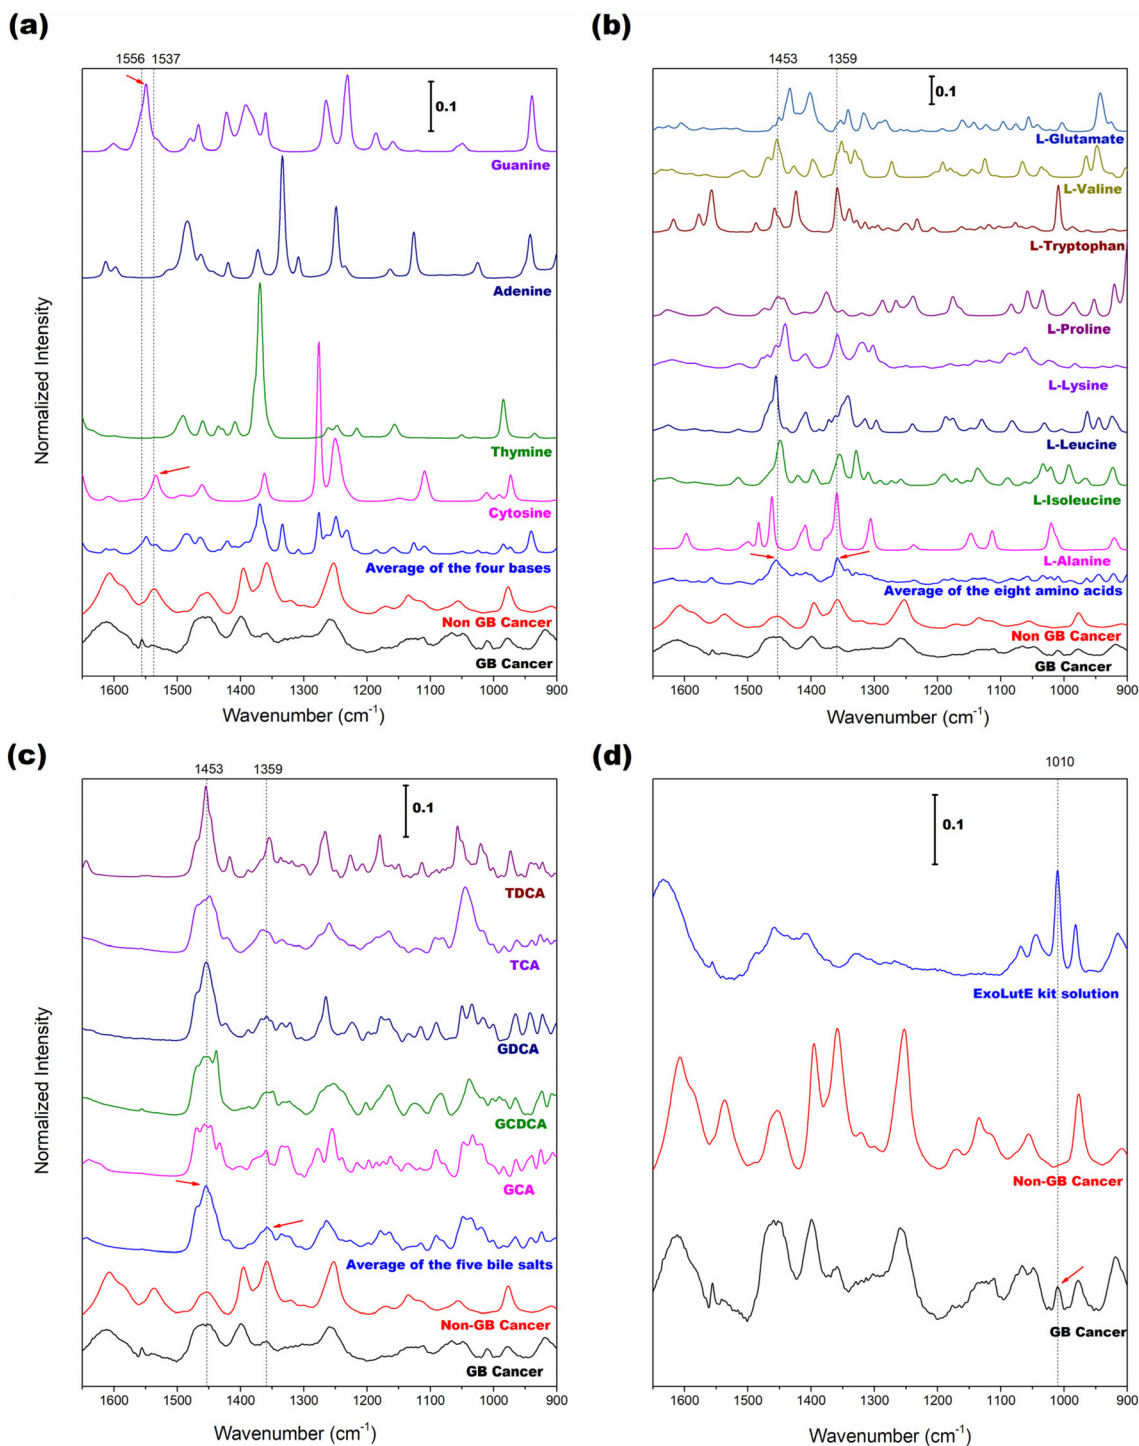 (a)
1556 1537
0.1
Guanine
Adenine
Thymine
Cytosine
Average of the four bases
Non GB Cancer
GB Cancer
Normalized Intensity
1600 1500 1400 1300 1200 1100 1000 900
Wavenumber (cm⁻¹)
(b)
1453 1359
0.1
L-Glutamate
L-Valine
L-Tryptophan
L-Proline
L-Lysine
L-Leucine
L-Isoleucine
L-Alanine
Average of the eight amino acids
Non GB Cancer
GB Cancer
1600 1500 1400 1300 1200 1100 1000 900
Wavenumber (cm⁻¹)
(c)
1453 1359
0.1
TDCA
TCA
GDCA
GCDCA
GCA
Average of the five bile salts
Non-GB Cancer
GB Cancer
Normalized Intensity
1600 1500 1400 1300 1200 1100 1000 900
Wavenumber (cm⁻¹)
(d)
1010
0.1
ExoLutE kit solution
Non-GB Cancer
GB Cancer
1600 1500 1400 1300 1200 1100 1000 900
Wavenumber (cm⁻¹)